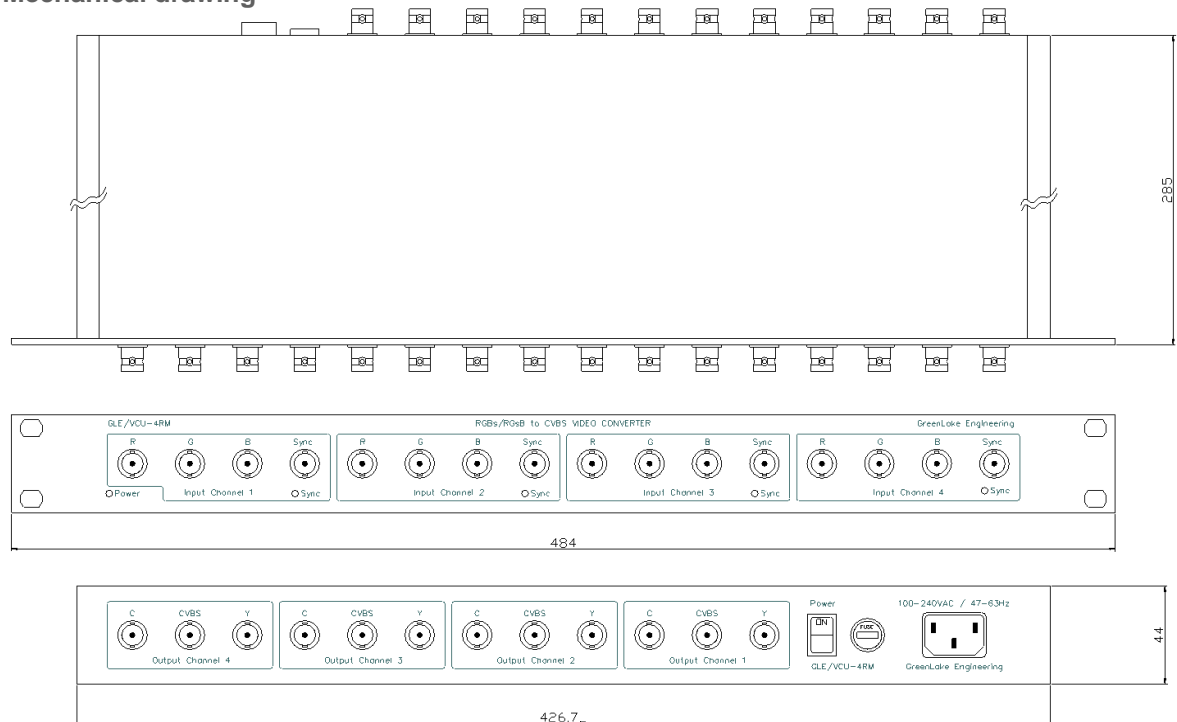 Mechanical drawing
285
GLE/VCU-4RM RGBs/RGsB to CVBS VIDEO CONVERTER GreenLake Engineering
R G B Sync R G B Sync R G B Sync R G B Sync
Power Input Channel 1 Sync Input Channel 2 Sync Input Channel 3 Sync Input Channel 4 Sync
484
C CVBS Y C CVBS Y C CVBS Y C CVBS Y Power 100-240VAC / 47-63Hz
ON FUSE
44
Output Channel 4 Output Channel 3 Output Channel 2 Output Channel 1 GLE/VCU-4RM GreenLake Engineering
426.7